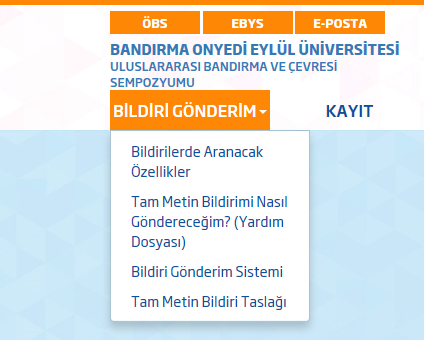 ÖBS EBYS E-POSTA
BANDIRMA ONYEDİ EYLÜL ÜNİVERSİTESİ
ULUSLARARASI BANDIRMA VE ÇEVRESİ
SEMPOZYUMU
BİLDİRİ GÖNDERİM KAYIT
Bildirilerde Aranacak
Özellikler
Tam Metin Bildirimi Nasıl
Göndereceğim? (Yardım
Dosyası)
Bildiri Gönderim Sistemi
Tam Metin Bildiri Taslağı